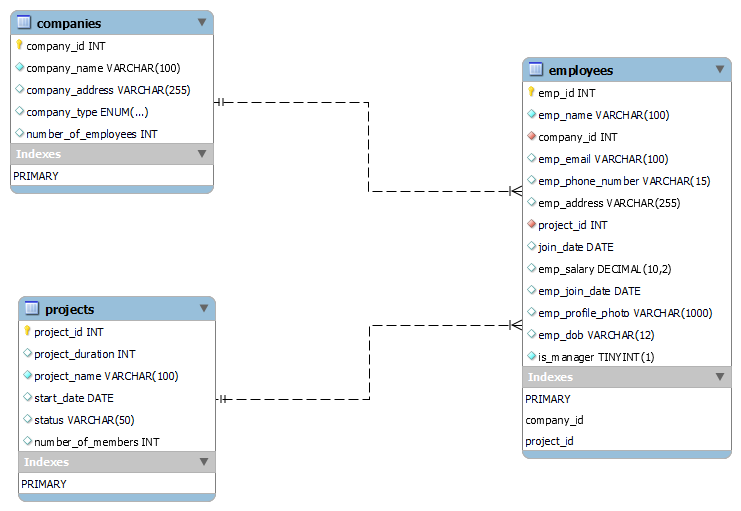 companies
company_id INT
company_name VARCHAR(100)
company_address VARCHAR(255)
company_type ENUM(...)
number_of_employees INT
Indexes
PRIMARY
employees
emp_id INT
emp_name VARCHAR(100)
company_id INT
emp_email VARCHAR(100)
emp_phone_number VARCHAR(15)
emp_address VARCHAR(255)
project_id INT
join_date DATE
emp_salary DECIMAL(10,2)
emp_join_date DATE
emp_profile_photo VARCHAR(1000)
emp_dob VARCHAR(12)
is_manager TINYINT(1)
Indexes
PRIMARY
company_id
project_id
projects
project_id INT
project_duration INT
project_name VARCHAR(100)
start_date DATE
status VARCHAR(50)
number_of_members INT
Indexes
PRIMARY